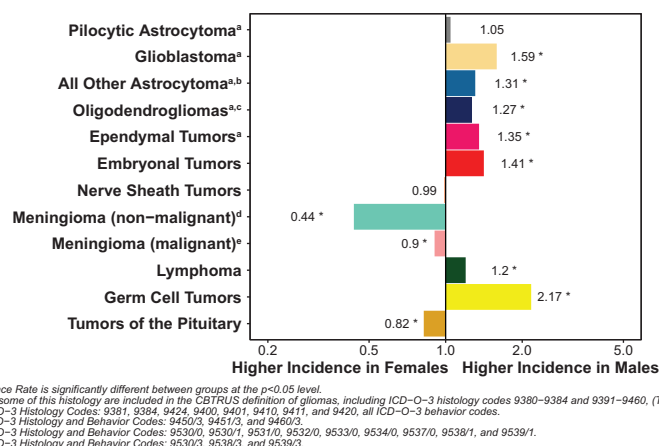 Pilocytic Astrocytomaᵃ 1.05
Glioblastomaᵃ 1.59 *
All Other Astrocytomaᵃ,ᵇ 1.31 *
Oligodendrogliomasᵃ,ᶜ 1.27 *
Ependymal Tumorsᵃ 1.35 *
Embryonal Tumors 1.41 *
Nerve Sheath Tumors 0.99
Meningioma (non−malignant)ᵈ 0.44 *
Meningioma (malignant)ᵉ 0.9 *
Lymphoma 1.2 *
Germ Cell Tumors 2.17 *
Tumors of the Pituitary 0.82 *
0.2 0.5 1.0 2.0 5.0
Higher Incidence in Females Higher Incidence in Males
Rate is significantly different between groups at the p<0.05 level.
some of this histology are included in the CBTRUS definition of gliomas, including ICD−O−3 histology codes 9380−9384 and 9391−9460,
Histology Codes: 9381, 9384, 9424, 9400, 9401, 9410, 9411, and 9420, all ICD−O−3 behavior codes.
Histology and Behavior Codes: 9450/3, 9451/3, and 9460/3.
Histology and Behavior Codes: 9530/0, 9530/1, 9531/0, 9532/0, 9533/0, 9534/0, 9537/0, 9538/1, and 9539/1.
Histology and Behavior Codes: 9530/3, 9538/3, and 9539/3